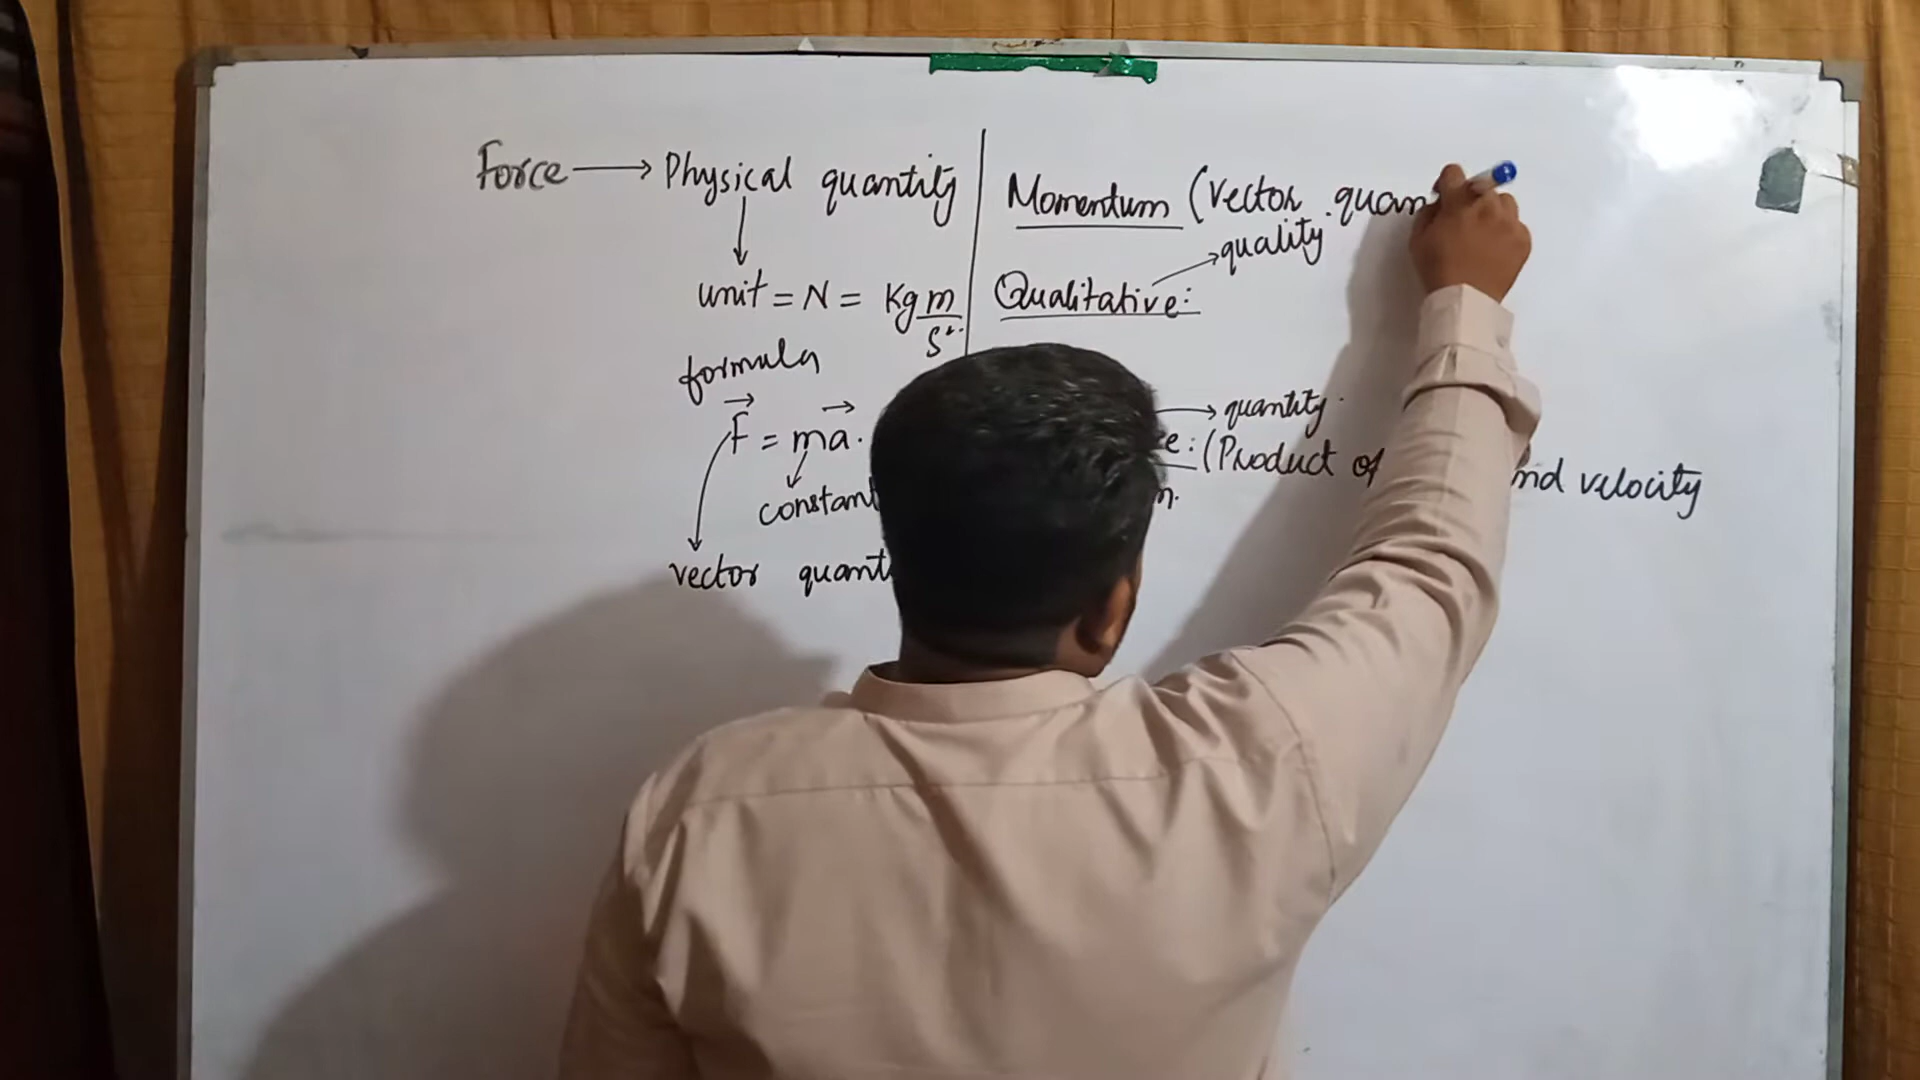 Force → Physical quantity
unit = N = Kg m/s².
formula
F = ma.
constant
vector
Momentum (Vector quan
quality
Qualitative:
quantity.
(Product of nd velocity